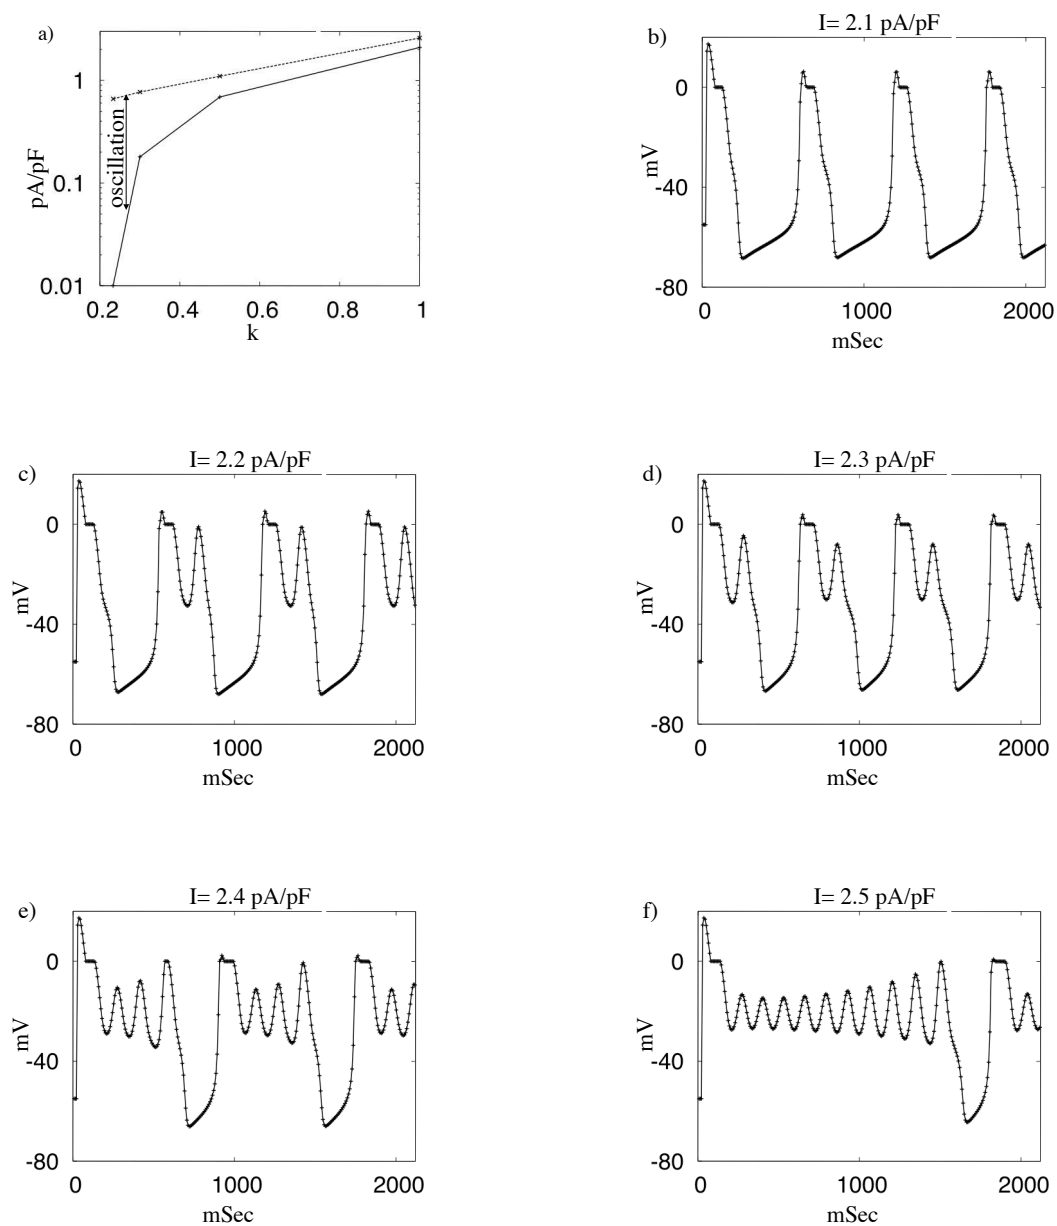 a)
1
0.1
0.01
pA/pF
oscillation
0.2 0.4 0.6 0.8 1
k
b)
I= 2.1 pA/pF
0
-40
-80
mV
0 1000 2000
mSec
c)
I= 2.2 pA/pF
0
-40
-80
mV
0 1000 2000
mSec
d)
I= 2.3 pA/pF
0
-40
-80
mV
0 1000 2000
mSec
e)
I= 2.4 pA/pF
0
-40
-80
mV
0 1000 2000
mSec
f)
I= 2.5 pA/pF
0
-40
-80
mV
0 1000 2000
mSec